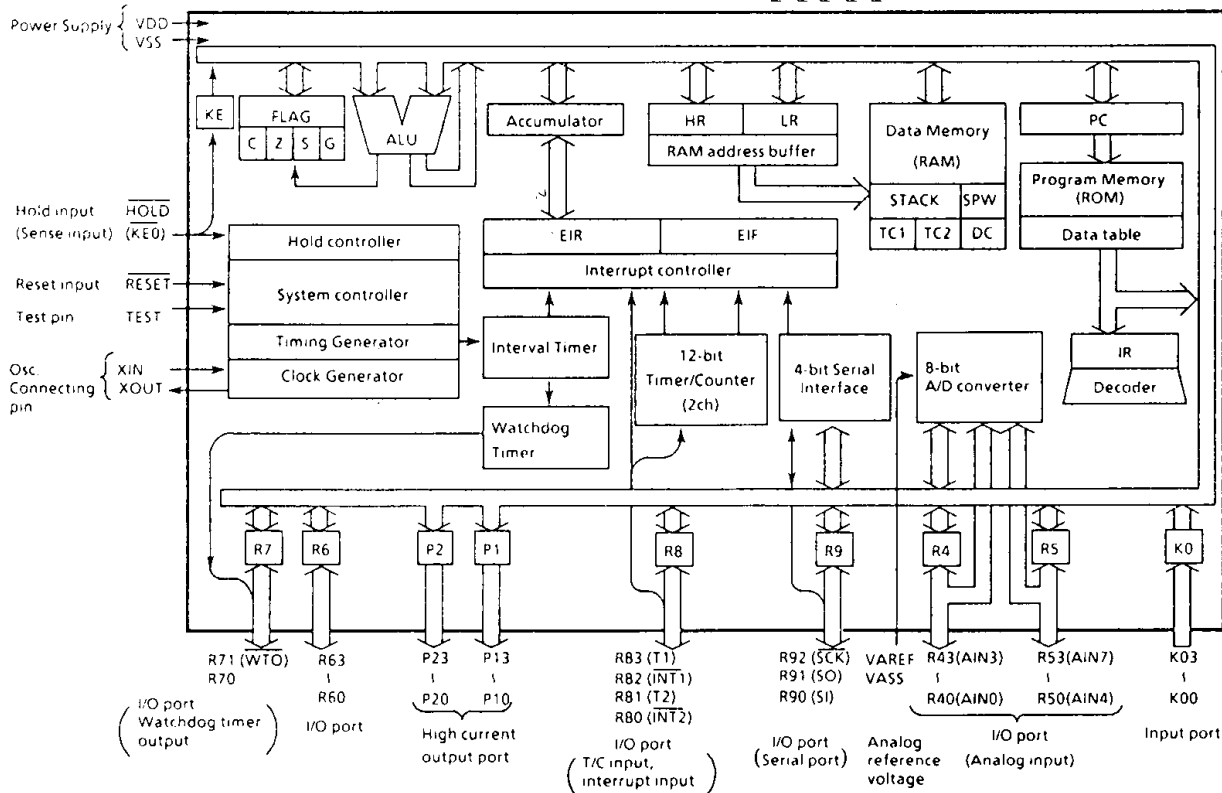 Power Supply
VDD
VSS
KE
FLAG
C Z S G
ALU
Accumulator
HR LR
RAM address buffer
Data Memory
(RAM)
STACK SPW
TC1 TC2 DC
PC
Program Memory
(ROM)
Data table
Hold input HOLD
(Sense input) (KE0)
Reset input RESET
Test pin TEST
Osc.
Connecting
pin
XIN
XOUT
Hold controller
System controller
Timing Generator
Clock Generator
EIR EIF
Interrupt controller
Interval Timer
Watchdog
Timer
12-bit
Timer/Counter
(2ch)
4-bit Serial
Interface
8-bit
A/D converter
IR
Decoder
R7 R6 P2 P1 R8 R9 R4 R5 K0
R71 (WTO)
R70
I/O port
Watchdog timer
output
R63
~
R60
I/O port
P23
~
P20
P13
~
P10
High current
output port
R83 (T1)
R82 (INT1)
R81 (T2)
R80 (INT2)
I/O port
(T/C input,
interrupt input)
R92 (SCK)
R91 (SO)
R90 (SI)
I/O port
(Serial port)
VAREF
VASS
Analog
reference
voltage
R43(AIN3)
~
R40(AIN0)
R53(AIN7)
~
R50(AIN4)
I/O port
(Analog input)
K03
~
K00
Input port